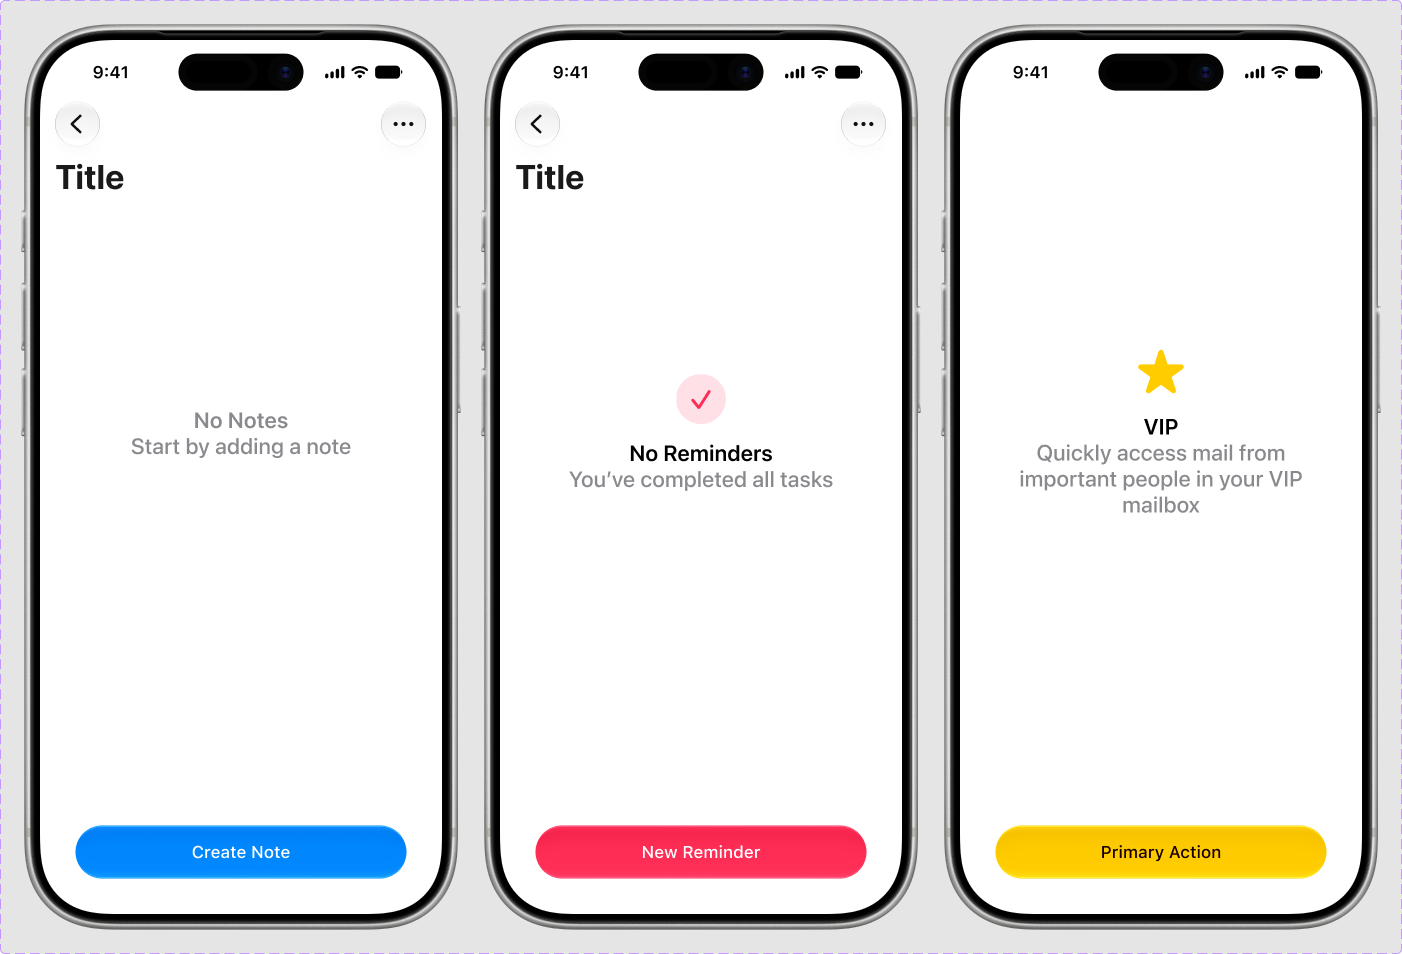 9:41
Title
No Notes
Start by adding a note
Create Note
9:41
Title
No Reminders
You’ve completed all tasks
New Reminder
9:41
VIP
Quickly access mail from
important people in your VIP
mailbox
Primary Action